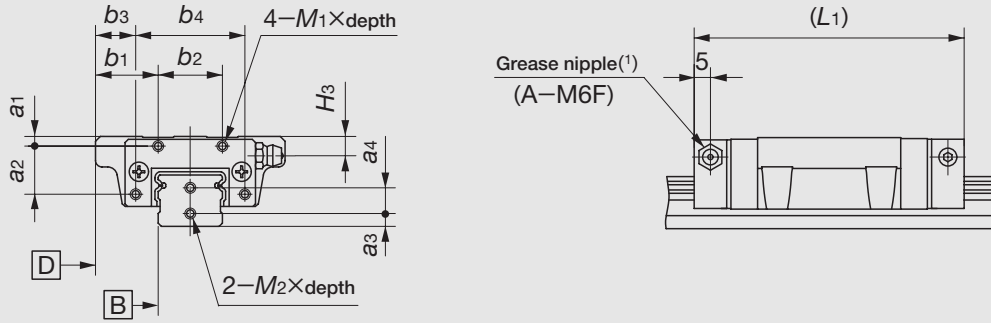 b3 b4 4−M1×depth
b1 b2
a1
a2
H3
a4
a3
D
B
2−M2×depth
(L1)
5
Grease nipple(1)
(A−M6F)